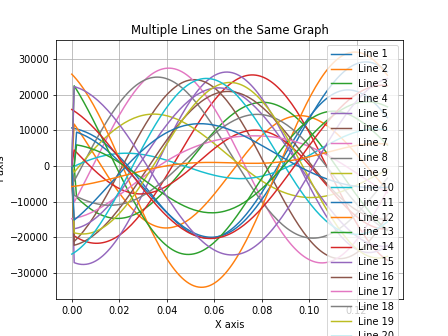 Multiple Lines on the Same Graph
30000
20000
10000
0
−10000
−20000
−30000
0.00
0.02
0.04
0.06
0.08
0.10
X axis
Line 1
Line 2
Line 3
Line 4
Line 5
Line 6
Line 7
Line 8
Line 9
Line 10
Line 11
Line 12
Line 13
Line 14
Line 15
Line 16
Line 17
Line 18
Line 19
Line 20